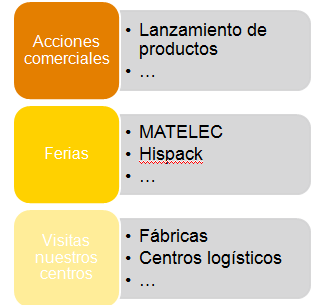 Acciones
comerciales
• Lanzamiento de
productos
• ...
Ferias
• MATELEC
• Hispack
• ...
Visitas
nuestros
centros
• Fábricas
• Centros logísticos
• ...